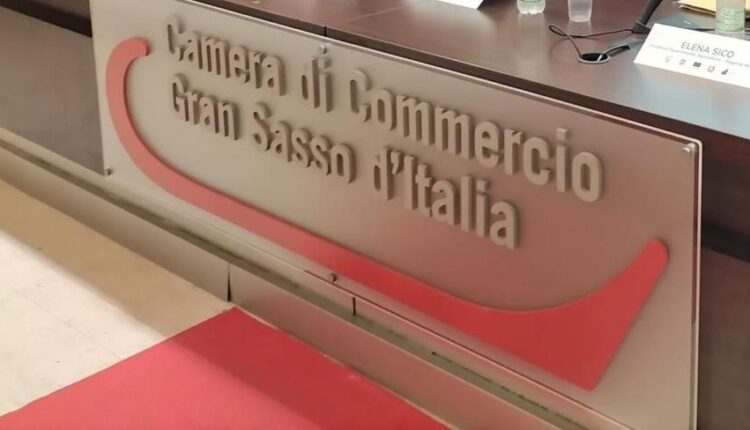 Camera di Commercio
Gran Sasso d'Italia
ELENA SICO